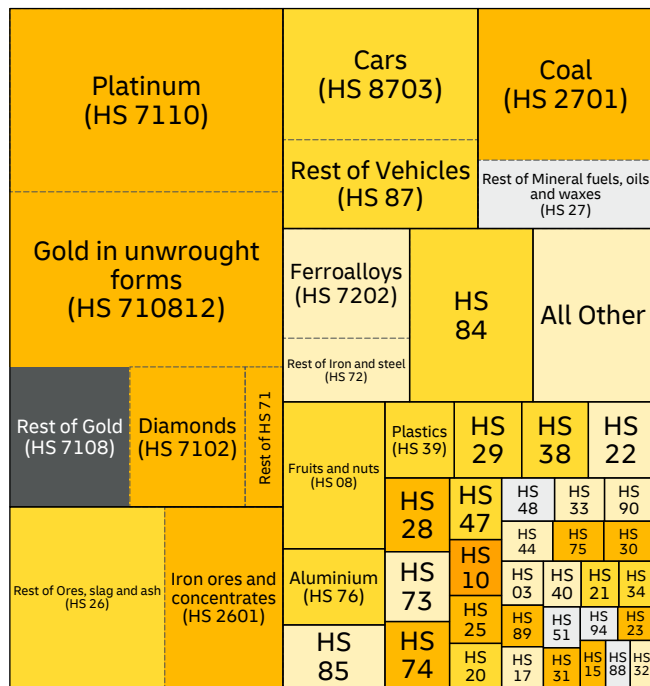 Platinum
(HS 7110)
Cars
(HS 8703)
Coal
(HS 2701)
Rest of Vehicles
(HS 87)
Rest of Mineral fuels, oils
and waxes
(HS 27)
Gold in unwrought
forms
(HS 710812)
Ferroalloys
(HS 7202)
HS
84
All Other
Rest of Iron and steel
(HS 72)
Rest of Gold
(HS 7108)
Diamonds
(HS 7102)
Rest of HS 71
Fruits and nuts
(HS 08)
Plastics
(HS 39)
HS
29
HS
38
HS
22
HS
28
HS
47
HS
48
HS
33
HS
90
HS
44
HS
75
HS
30
Rest of Ores, slag and ash
(HS 26)
Iron ores and
concentrates
(HS 2601)
Aluminium
(HS 76)
HS
73
HS
10
HS
03
HS
40
HS
21
HS
34
HS
25
HS
89
HS
51
HS
94
HS
23
HS
85
HS
74
HS
20
HS
17
HS
31
HS
15
HS
88
HS
32